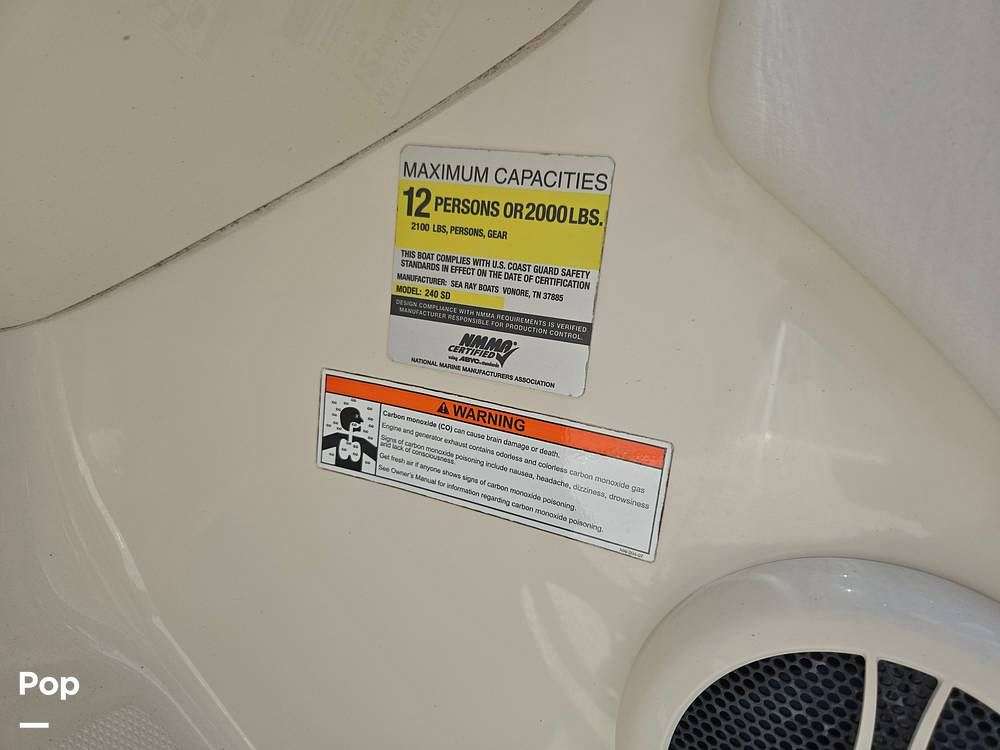 MAXIMUM CAPACITIES
12 PERSONS OR 2000 LBS.
2100 LBS, PERSONS, GEAR
THIS BOAT COMPLIES WITH U.S. COAST GUARD SAFETY
STANDARDS IN EFFECT ON THE DATE OF CERTIFICATION
MANUFACTURER: SEA RAY BOATS VONORE, TN 37885
MODEL: 240 SD
DESIGN COMPLIANCE WITH NMMA REQUIREMENTS IS VERIFIED
MANUFACTURER RESPONSIBLE FOR PRODUCTION CONTROL.
NMMA
CERTIFIED
using ABYC standards
NATIONAL MARINE MANUFACTURERS ASSOCIATION
WARNING
Carbon monoxide (CO) can cause brain damage or death.
Engine and generator exhaust contains odorless and colorless carbon monoxide gas
Signs of carbon monoxide poisoning include nausea, headache, dizziness, drowsiness
and lack of consciousness.
Get fresh air if anyone shows signs of carbon monoxide poisoning.
See Owner's Manual for information regarding carbon monoxide poisoning.
Pop